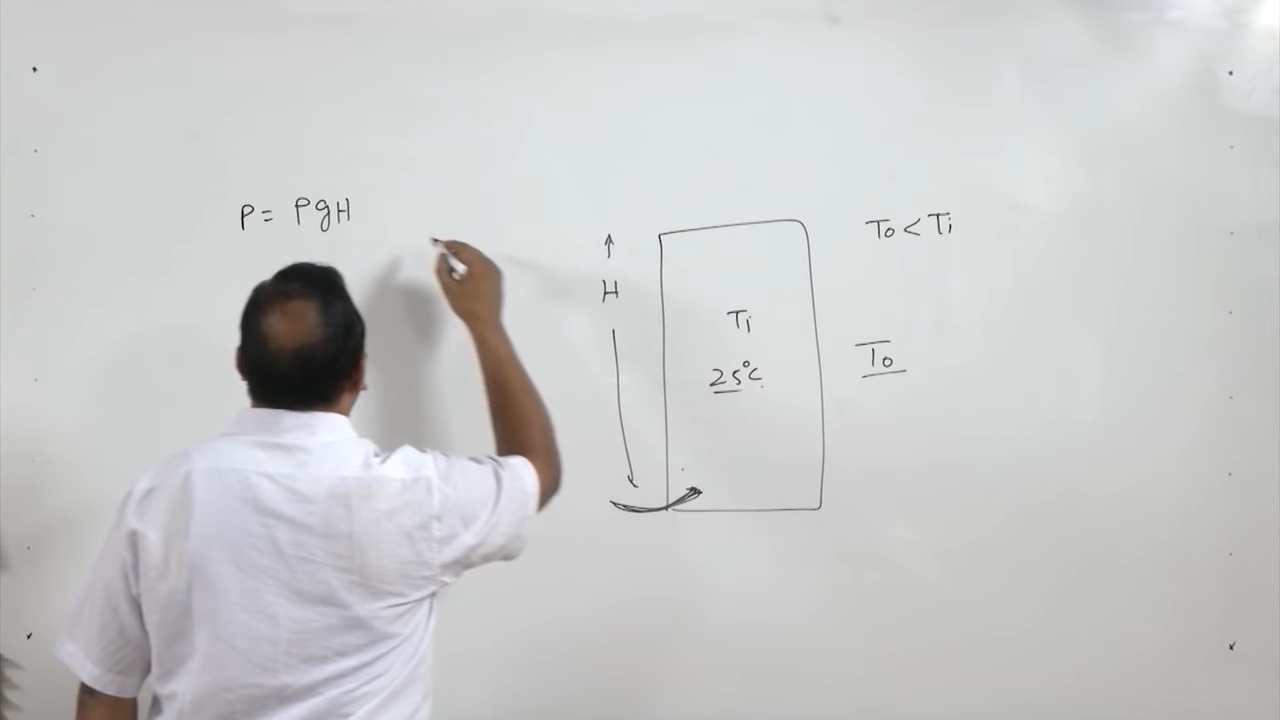 P = ρgH
To < Ti
H
Ti
25°C
To